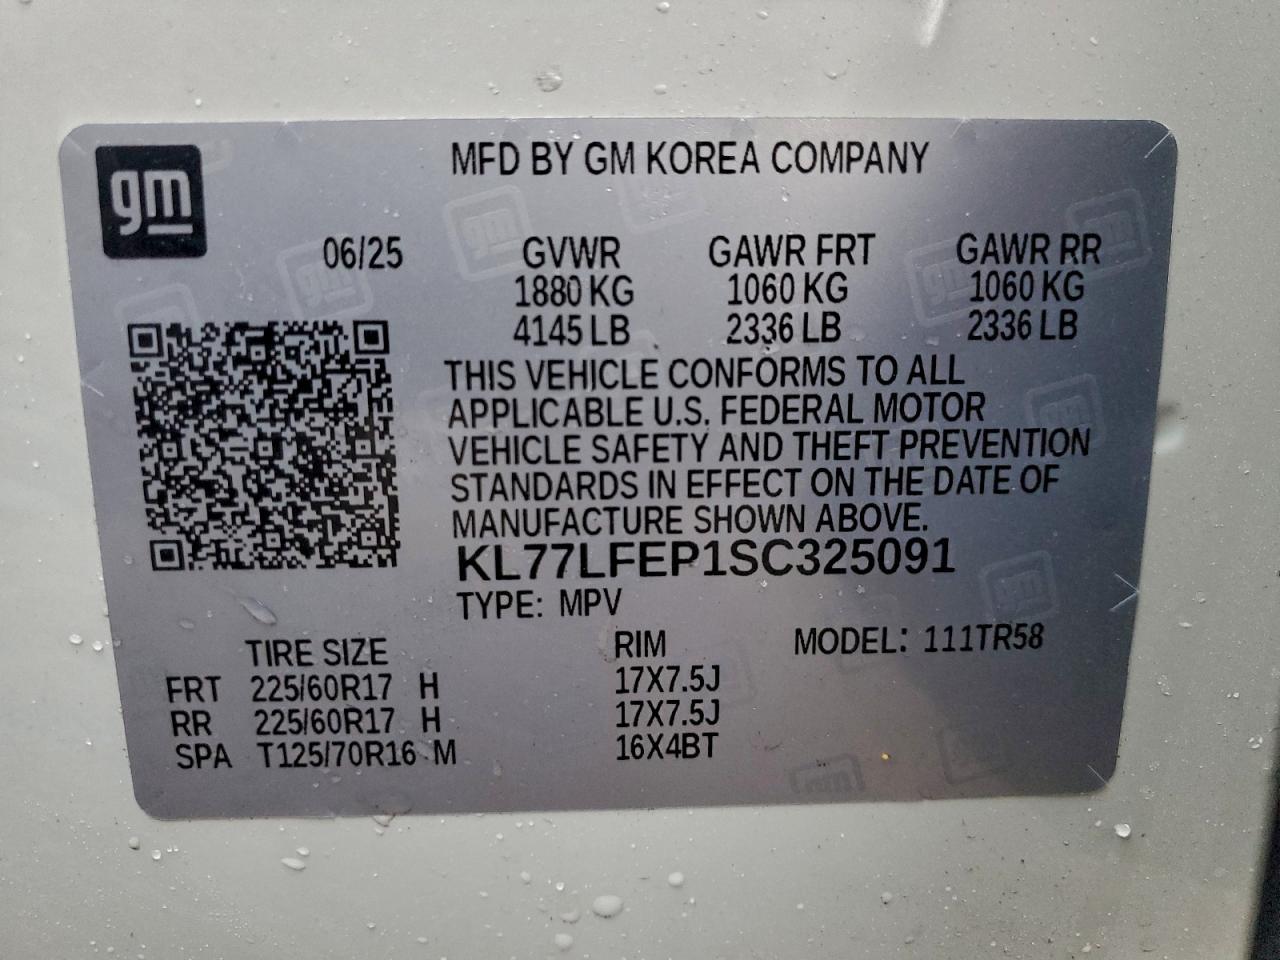 gm
MFD BY GM KOREA COMPANY
06/25 GVWR GAWR FRT GAWR RR
1880 KG 1060 KG 1060 KG
4145 LB 2336 LB 2336 LB
THIS VEHICLE CONFORMS TO ALL
APPLICABLE U.S. FEDERAL MOTOR
VEHICLE SAFETY AND THEFT PREVENTION
STANDARDS IN EFFECT ON THE DATE OF
MANUFACTURE SHOWN ABOVE.
KL77LFEP1SC325091
TYPE: MPV
TIRE SIZE RIM MODEL: 111TR58
FRT 225/60R17 H 17X7.5J
RR 225/60R17 H 17X7.5J
SPA T125/70R16 M 16X4BT